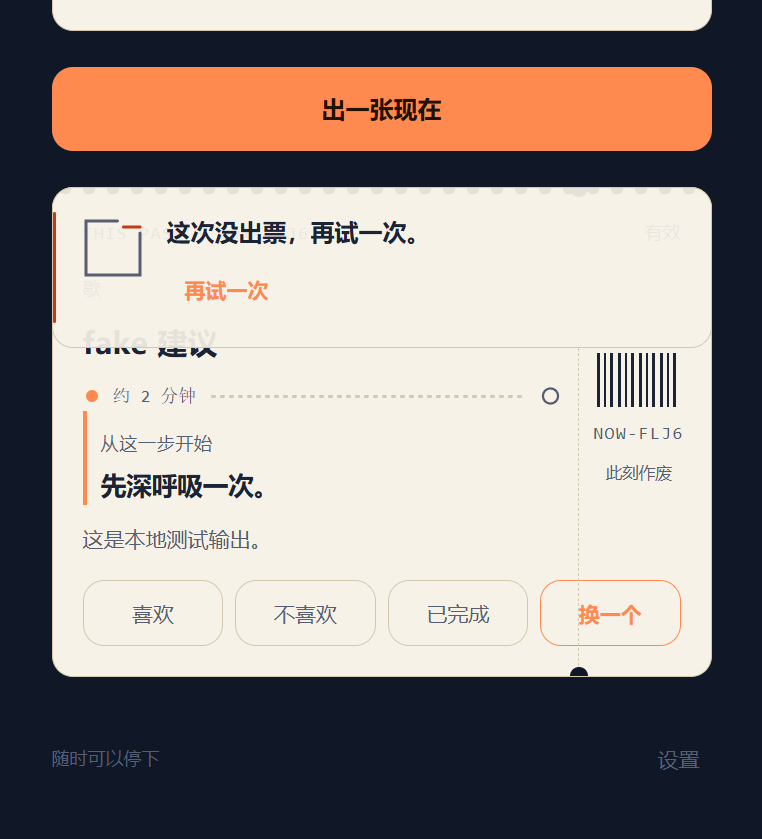 出一张现在
这次没出票，再试一次。
有效
歇
再试一次
fake 建议
约 2 分钟
NOW-FLJ6
此刻作废
从这一步开始
先深呼吸一次。
这是本地测试输出。
喜欢
不喜欢
已完成
换一个
随时可以停下
设置